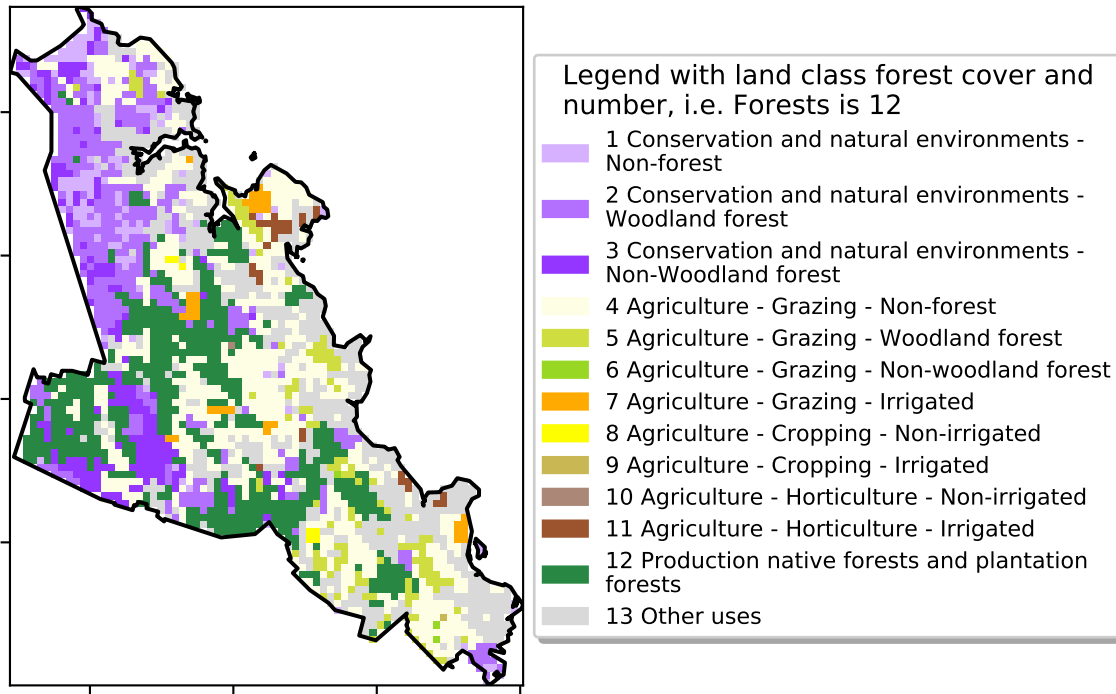 Legend with land class forest cover and
number, i.e. Forests is 12
1 Conservation and natural environments -
Non-forest
2 Conservation and natural environments -
Woodland forest
3 Conservation and natural environments -
Non-Woodland forest
4 Agriculture - Grazing - Non-forest
5 Agriculture - Grazing - Woodland forest
6 Agriculture - Grazing - Non-woodland forest
7 Agriculture - Grazing - Irrigated
8 Agriculture - Cropping - Non-irrigated
9 Agriculture - Cropping - Irrigated
10 Agriculture - Horticulture - Non-irrigated
11 Agriculture - Horticulture - Irrigated
12 Production native forests and plantation
forests
13 Other uses